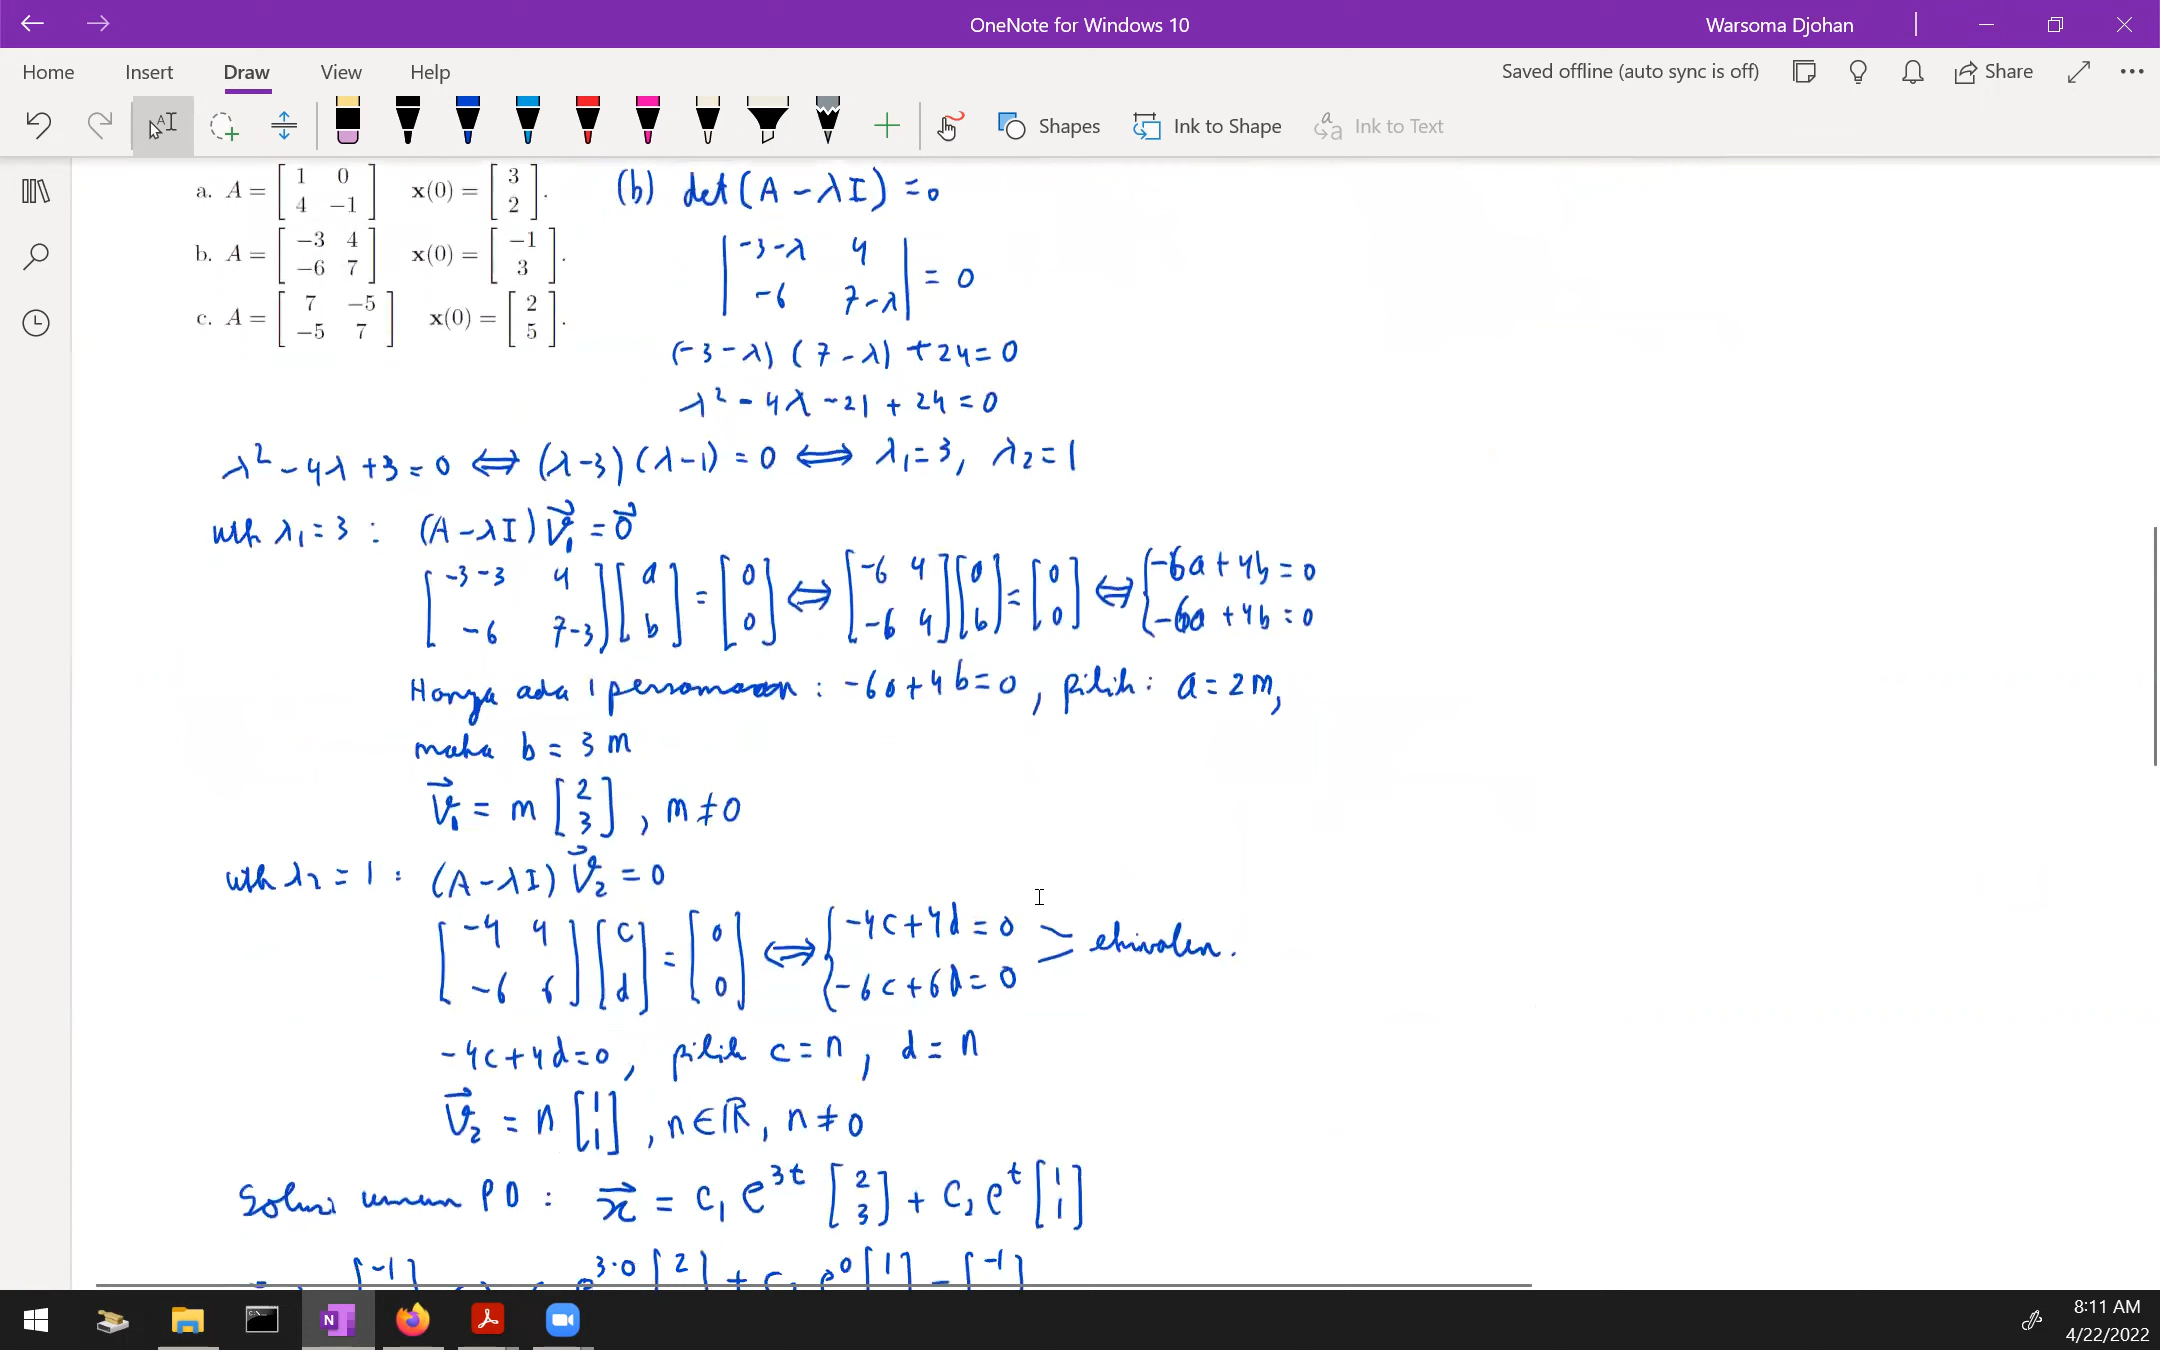 OneNote for Windows 10
Warsoma Djohan
Home Insert Draw View Help
Saved offline (auto sync is off) Share
Shapes Ink to Shape Ink to Text
a. A = [1 0; 4 -1] x(0) = [3; 2].
b. A = [-3 4; -6 7] x(0) = [-1; 3].
c. A = [7 -5; -5 7] x(0) = [2; 5].
(b) det(A - λI) = 0
|-3-λ 4; -6 7-λ| = 0
(-3-λ)(7-λ) + 24 = 0
λ² - 4λ - 21 + 24 = 0
λ² - 4λ + 3 = 0 ⟺ (λ-3)(λ-1) = 0 ⟺ λ₁ = 3, λ₂ = 1
utk λ₁ = 3 : (A - λI) v⃗₁ = 0⃗
[-3-3 4; -6 7-3] [a; b] = [0; 0] ⟺ [-6 4; -6 4] [a; b] = [0; 0] ⟺ { -6a + 4b = 0; -6a + 4b = 0
Hanya ada 1 persamaan : -6a + 4b = 0, pilih : a = 2m,
maka b = 3m
v⃗₁ = m [2; 3], m ≠ 0
utk λ₂ = 1 : (A - λI) v⃗₂ = 0
[-4 4; -6 6] [c; d] = [0; 0] ⟺ { -4c + 4d = 0; -6c + 6d = 0 > ekivalen.
-4c + 4d = 0, pilih c = n, d = n
v⃗₂ = n [1; 1], n ∈ ℝ, n ≠ 0
Solusi umum PD : x⃗ = c₁ e^{3t} [2; 3] + c₂ e^{t} [1; 1]
8:11 AM
4/22/2022